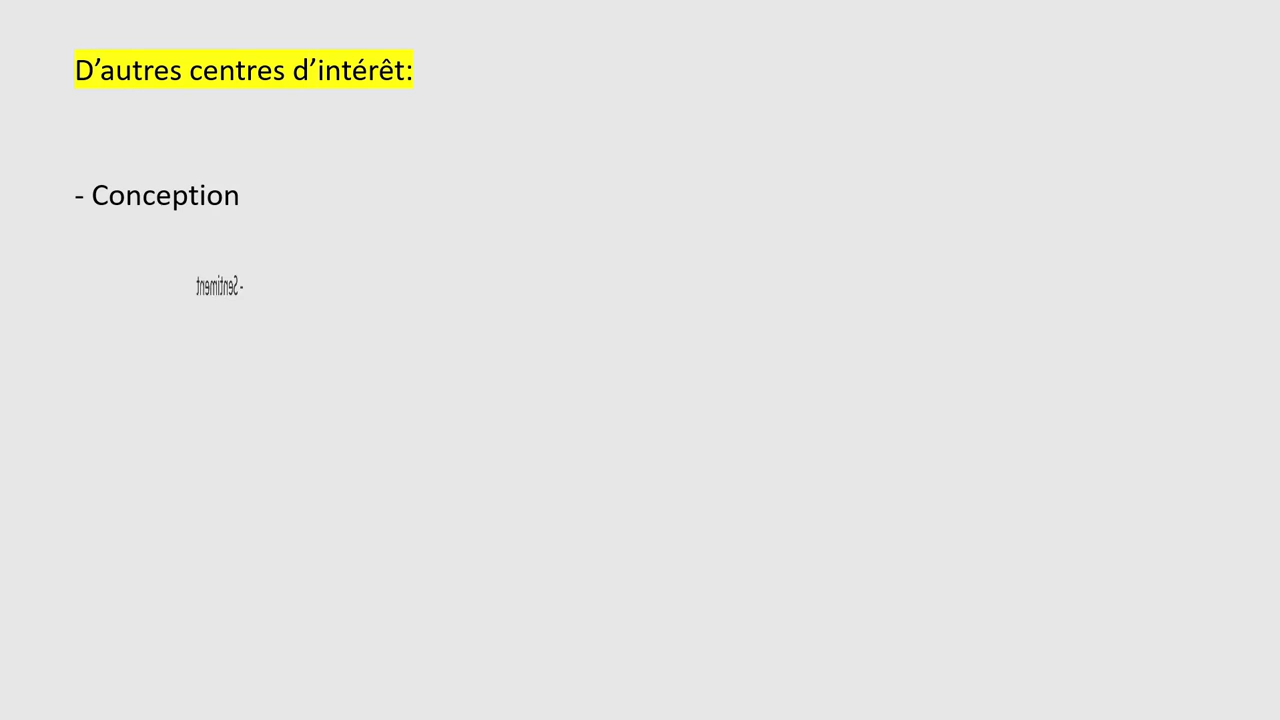 D’autres centres d’intérêt:
- Conception
- Sentiment